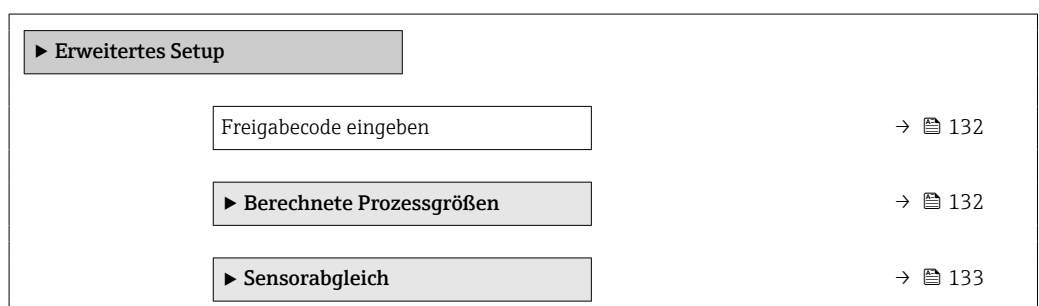 ▶ Erweitertes Setup
Freigabecode eingeben → 132
▶ Berechnete Prozessgrößen → 132
▶ Sensorabgleich → 133